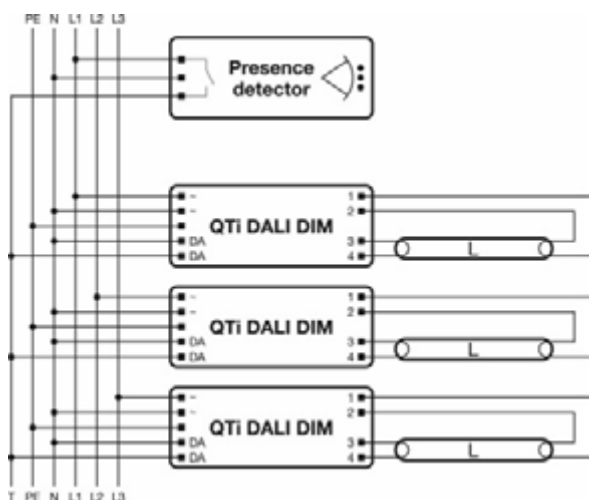 PE N L1 L2 L3
Presence
detector
~ 1
~ 2
QTi DALI DIM
DA 3
DA 4
L
~ 1
~ 2
QTi DALI DIM
DA 3
DA 4
L
~ 1
~ 2
QTi DALI DIM
DA 3
DA 4
L
T PE N L1 L2 L3